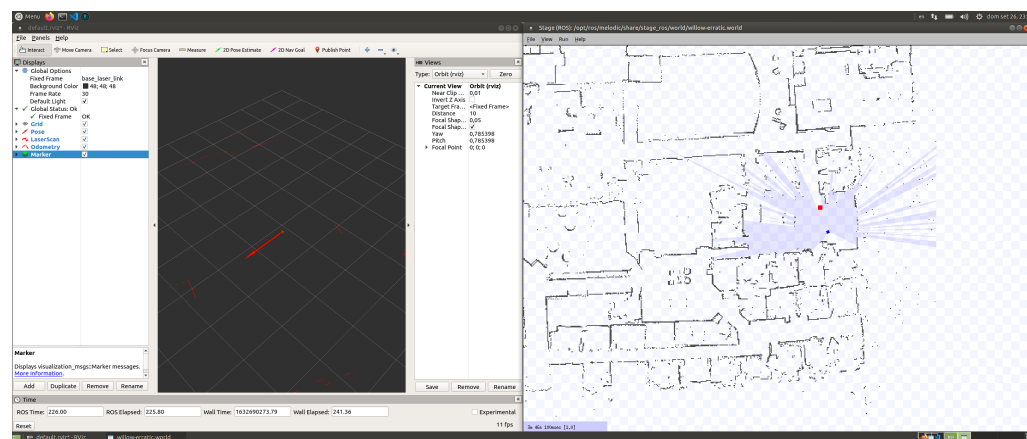 Menu
dom set 26, 23
default.rviz* - RViz
File Panels Help
Interact Move Camera Select Focus Camera Measure 2D Pose Estimate 2D Nav Goal Publish Point
Displays
Global Options
Fixed Frame base_laser_link
Background Color 48; 48; 48
Frame Rate 30
Default Light
Global Status: Ok
Fixed Frame OK
Grid
Pose
LaserScan
Odometry
Marker
Marker
Displays visualization_msgs::Marker messages.
More Information.
Add Duplicate Remove Rename
Views
Type: Orbit (rviz) Zero
Current View Orbit (rviz)
Near Clip ... 0,01
Invert Z Axis
Target Fra... <Fixed Frame>
Distance 10
Focal Shap... 0,05
Focal Shap...
Yaw 0,785398
Pitch 0,785398
Focal Point 0; 0; 0
Save Remove Rename
Time
ROS Time: 226.00 ROS Elapsed: 225.80 Wall Time: 1632690273.79 Wall Elapsed: 241.36 Experimental
Reset 11 fps
Stage (ROS): /opt/ros/melodic/share/stage_ros/world/willow-erratic.world
File View Run Help
3m 46s 100msec [1.0]
default.rviz* - RViz willow-erratic.world